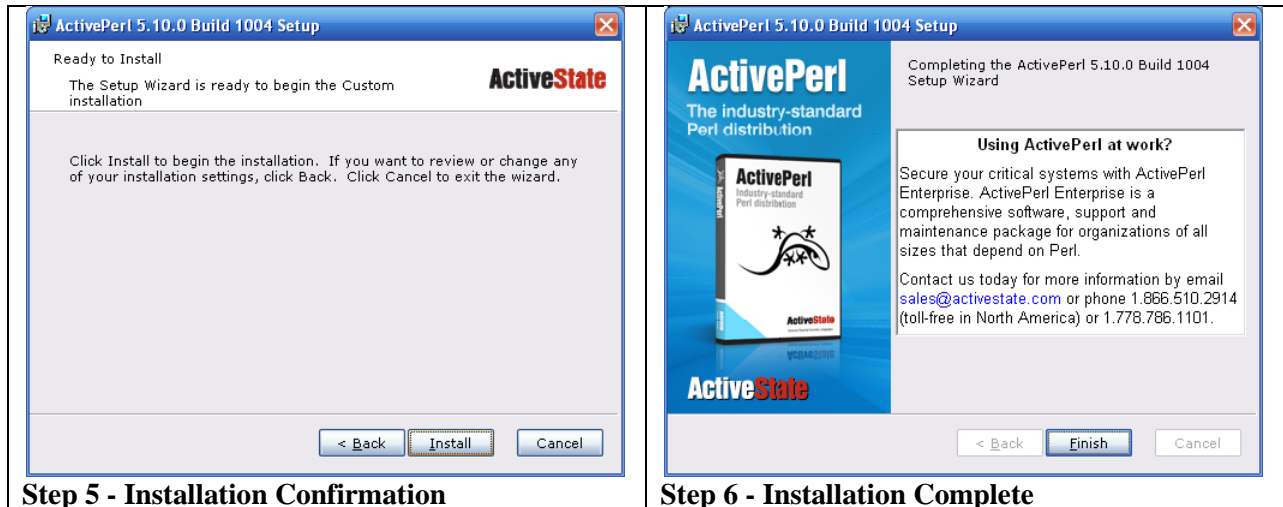 ActivePerl 5.10.0 Build 1004 Setup
Ready to Install
The Setup Wizard is ready to begin the Custom
installation
ActiveState
Click Install to begin the installation. If you want to review or change any
of your installation settings, click Back. Click Cancel to exit the wizard.
< Back
Install
Cancel
Step 5 - Installation Confirmation
ActivePerl 5.10.0 Build 1004 Setup
ActivePerl
The industry-standard
Perl distribution
ActivePerl
Industry-standard
Perl distribution
ActivePerl
ActiveState
ActiveState
Completing the ActivePerl 5.10.0 Build 1004
Setup Wizard
Using ActivePerl at work?
Secure your critical systems with ActivePerl
Enterprise. ActivePerl Enterprise is a
comprehensive software, support and
maintenance package for organizations of all
sizes that depend on Perl.
Contact us today for more information by email
sales@activestate.com or phone 1.866.510.2914
(toll-free in North America) or 1.778.786.1101.
< Back
Finish
Cancel
Step 6 - Installation Complete